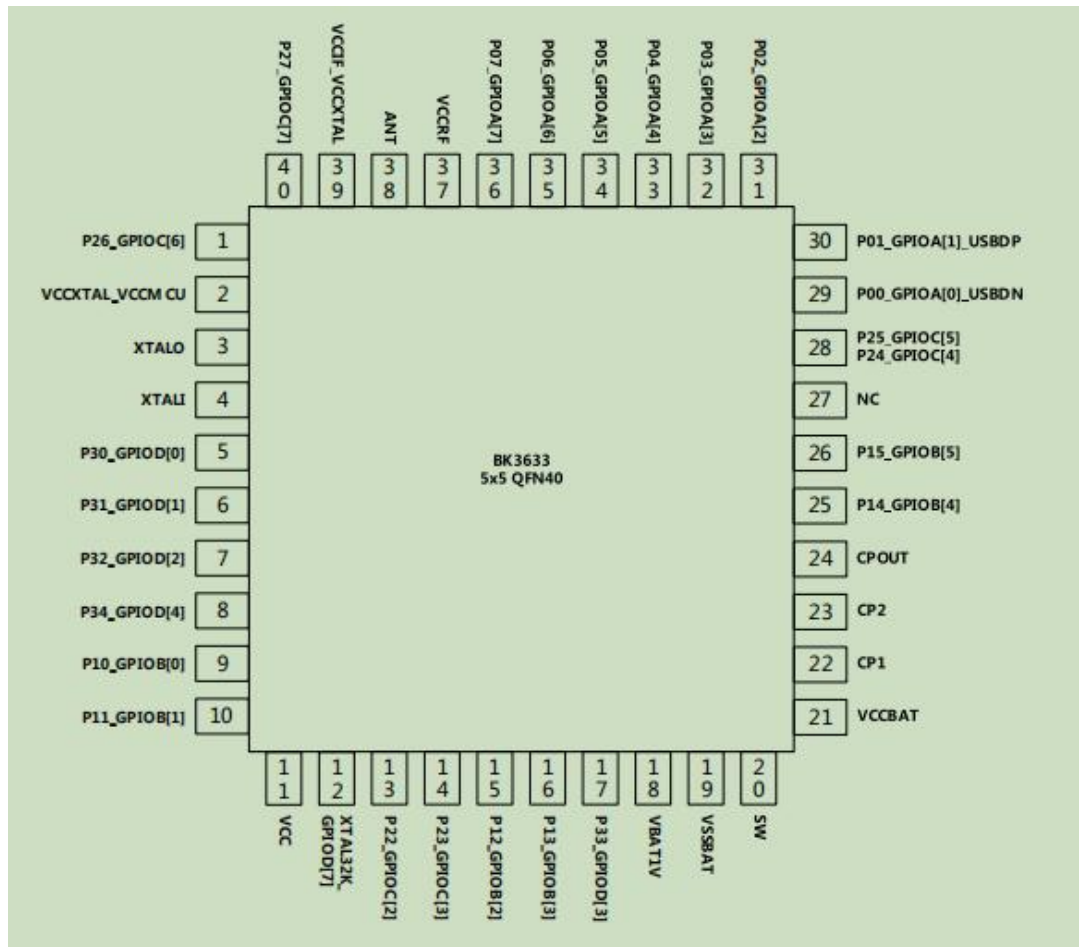 P27_GPIOC[7]
VCCIF_VCCXTAL
ANT
VCCRF
P07_GPIOA[7]
P06_GPIOA[6]
P05_GPIOA[5]
P04_GPIOA[4]
P03_GPIOA[3]
P02_GPIOA[2]
40
39
38
37
36
35
34
33
32
31
P26_GPIOC[6] 1
VCCXTAL_VCCM CU 2
XTALO 3
XTALI 4
P30_GPIOD[0] 5
P31_GPIOD[1] 6
P32_GPIOD[2] 7
P34_GPIOD[4] 8
P10_GPIOB[0] 9
P11_GPIOB[1] 10
BK3633
5x5 QFN40
30 P01_GPIOA[1]_USBDP
29 P00_GPIOA[0]_USBDN
28 P25_GPIOC[5]
P24_GPIOC[4]
27 NC
26 P15_GPIOB[5]
25 P14_GPIOB[4]
24 CPOUT
23 CP2
22 CP1
21 VCCBAT
11
12
13
14
15
16
17
18
19
20
VCC
XTAL32K_
GPIOD[7]
P22_GPIOC[2]
P23_GPIOC[3]
P12_GPIOB[2]
P13_GPIOB[3]
P33_GPIOD[3]
VBAT1V
VSSBAT
SW